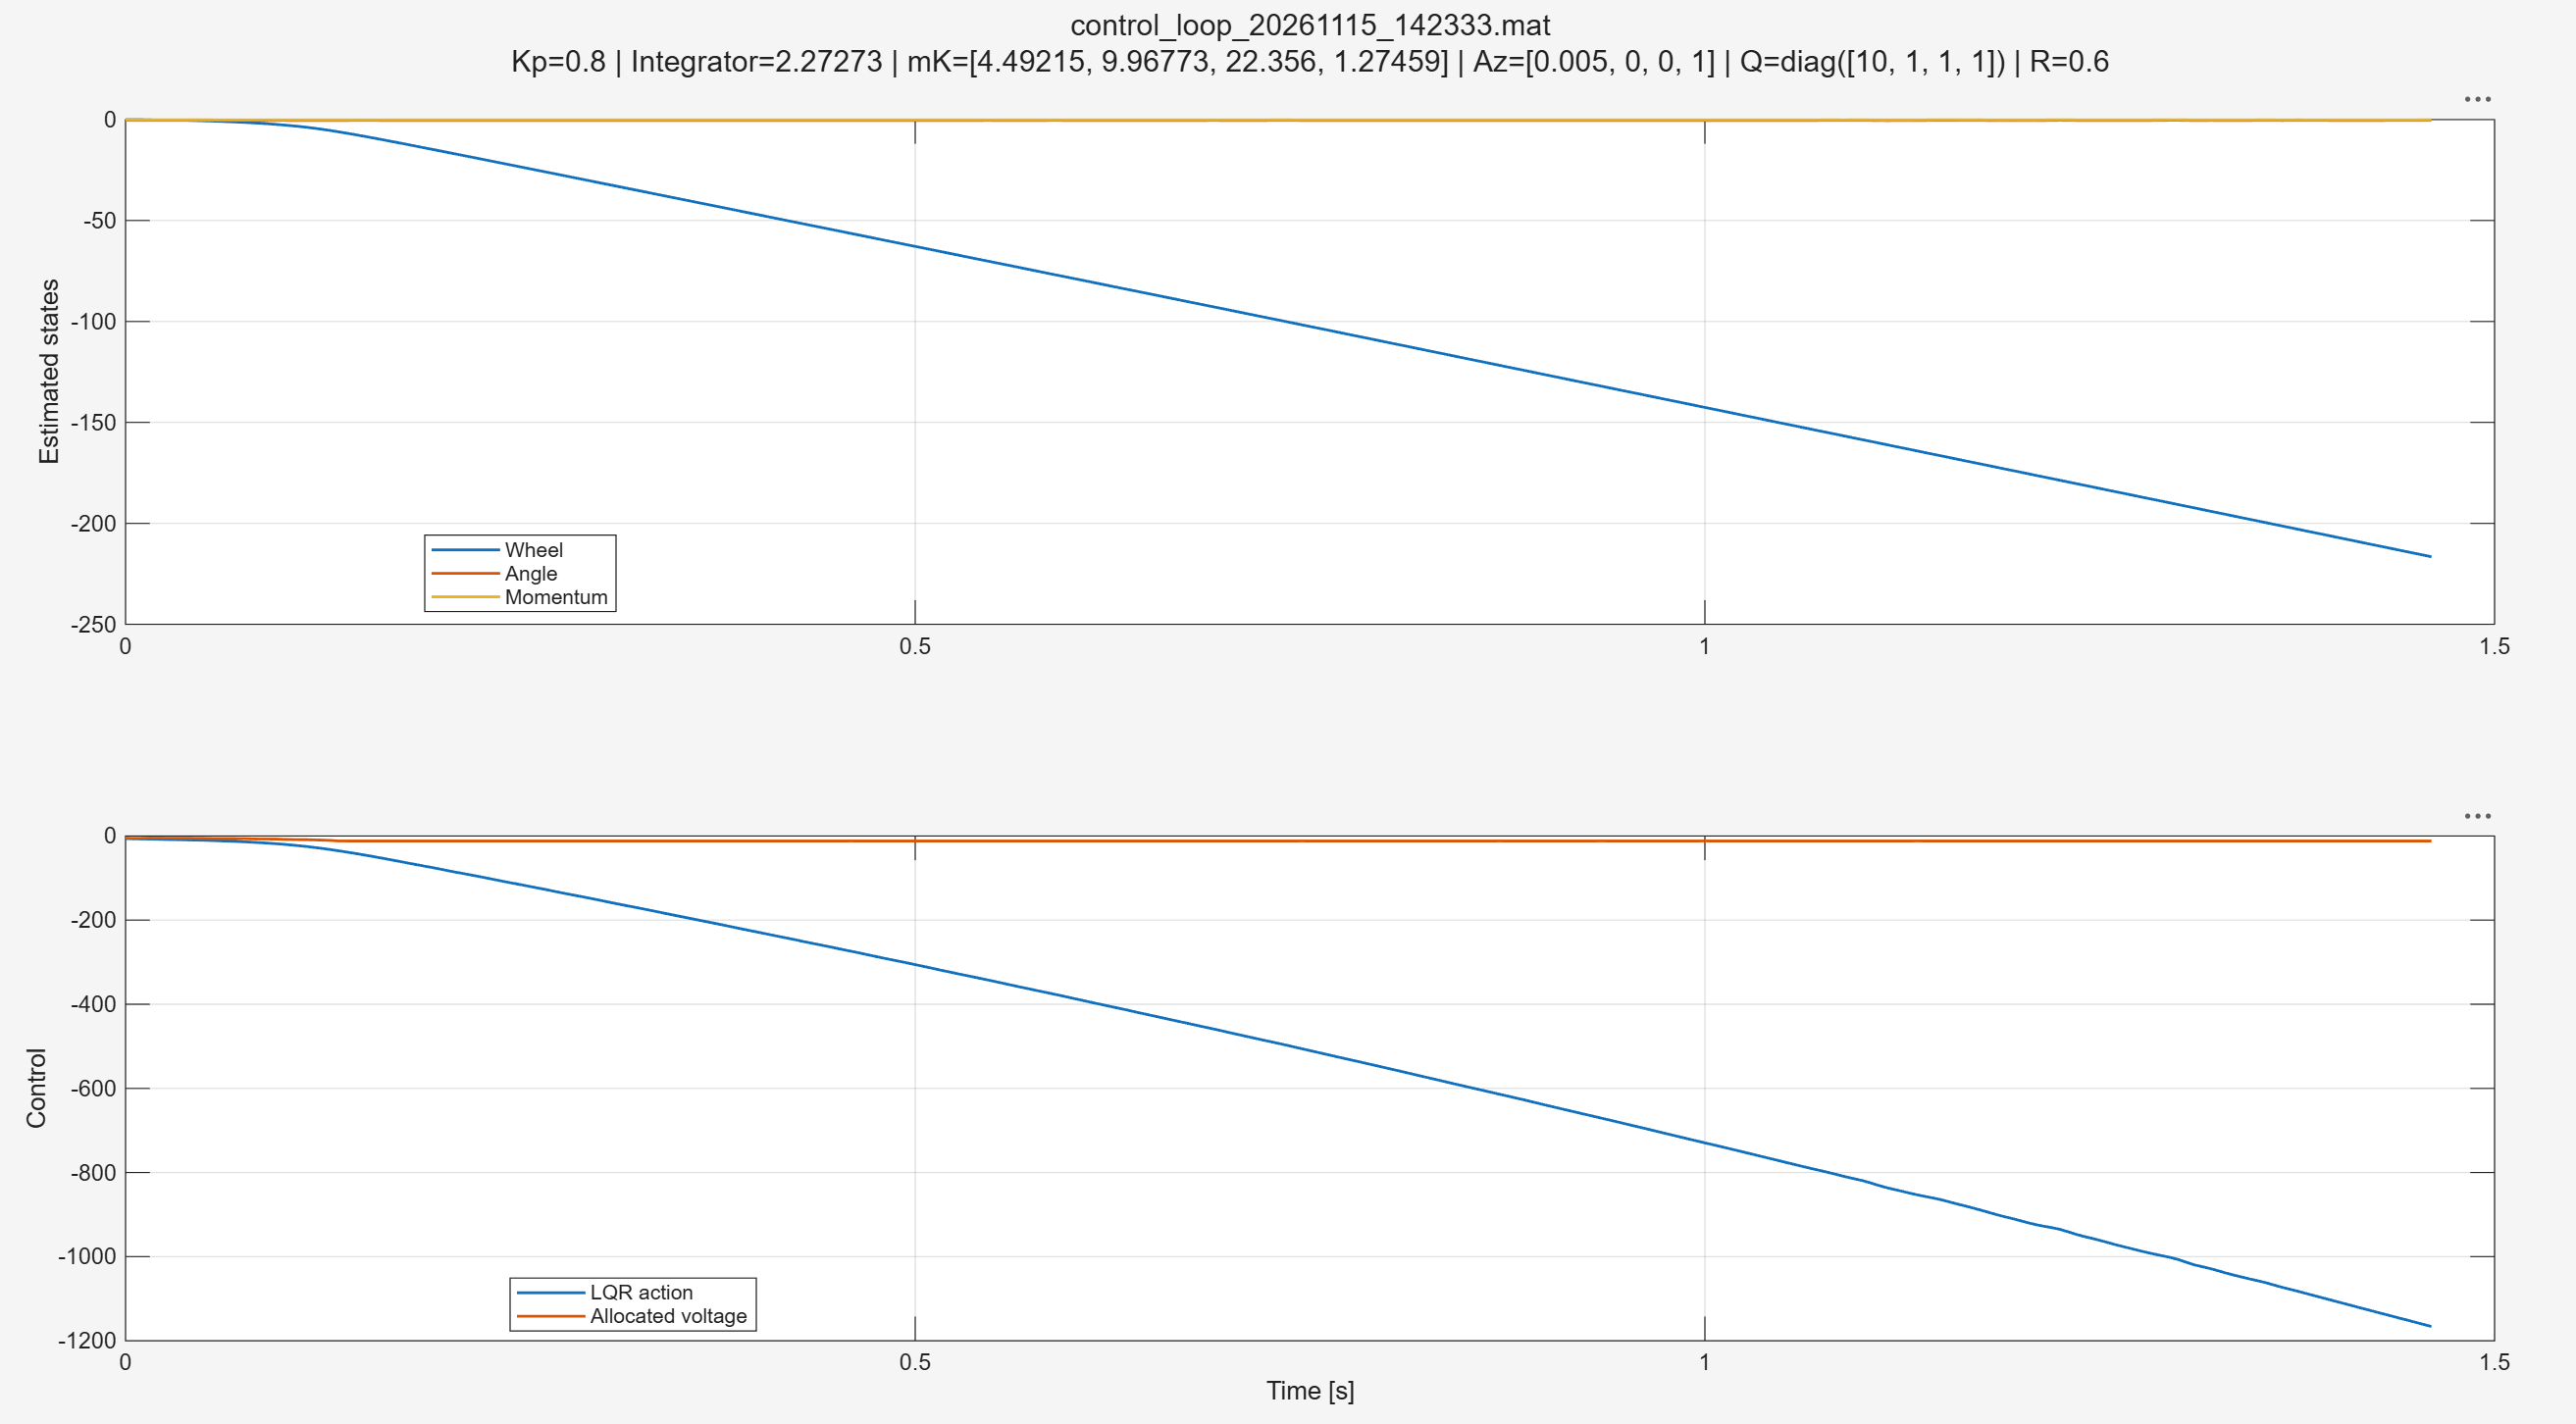 control_loop_20261115_142333.mat
Kp=0.8 | Integrator=2.27273 | mK=[4.49215, 9.96773, 22.356, 1.27459] | Az=[0.005, 0, 0, 1] | Q=diag([10, 1, 1, 1]) | R=0.6
Estimated states
0
-50
-100
-150
-200
-250
Wheel
Angle
Momentum
0 0.5 1 1.5
Control
0
-200
-400
-600
-800
-1000
-1200
LQR action
Allocated voltage
0 0.5 1 1.5
Time [s]